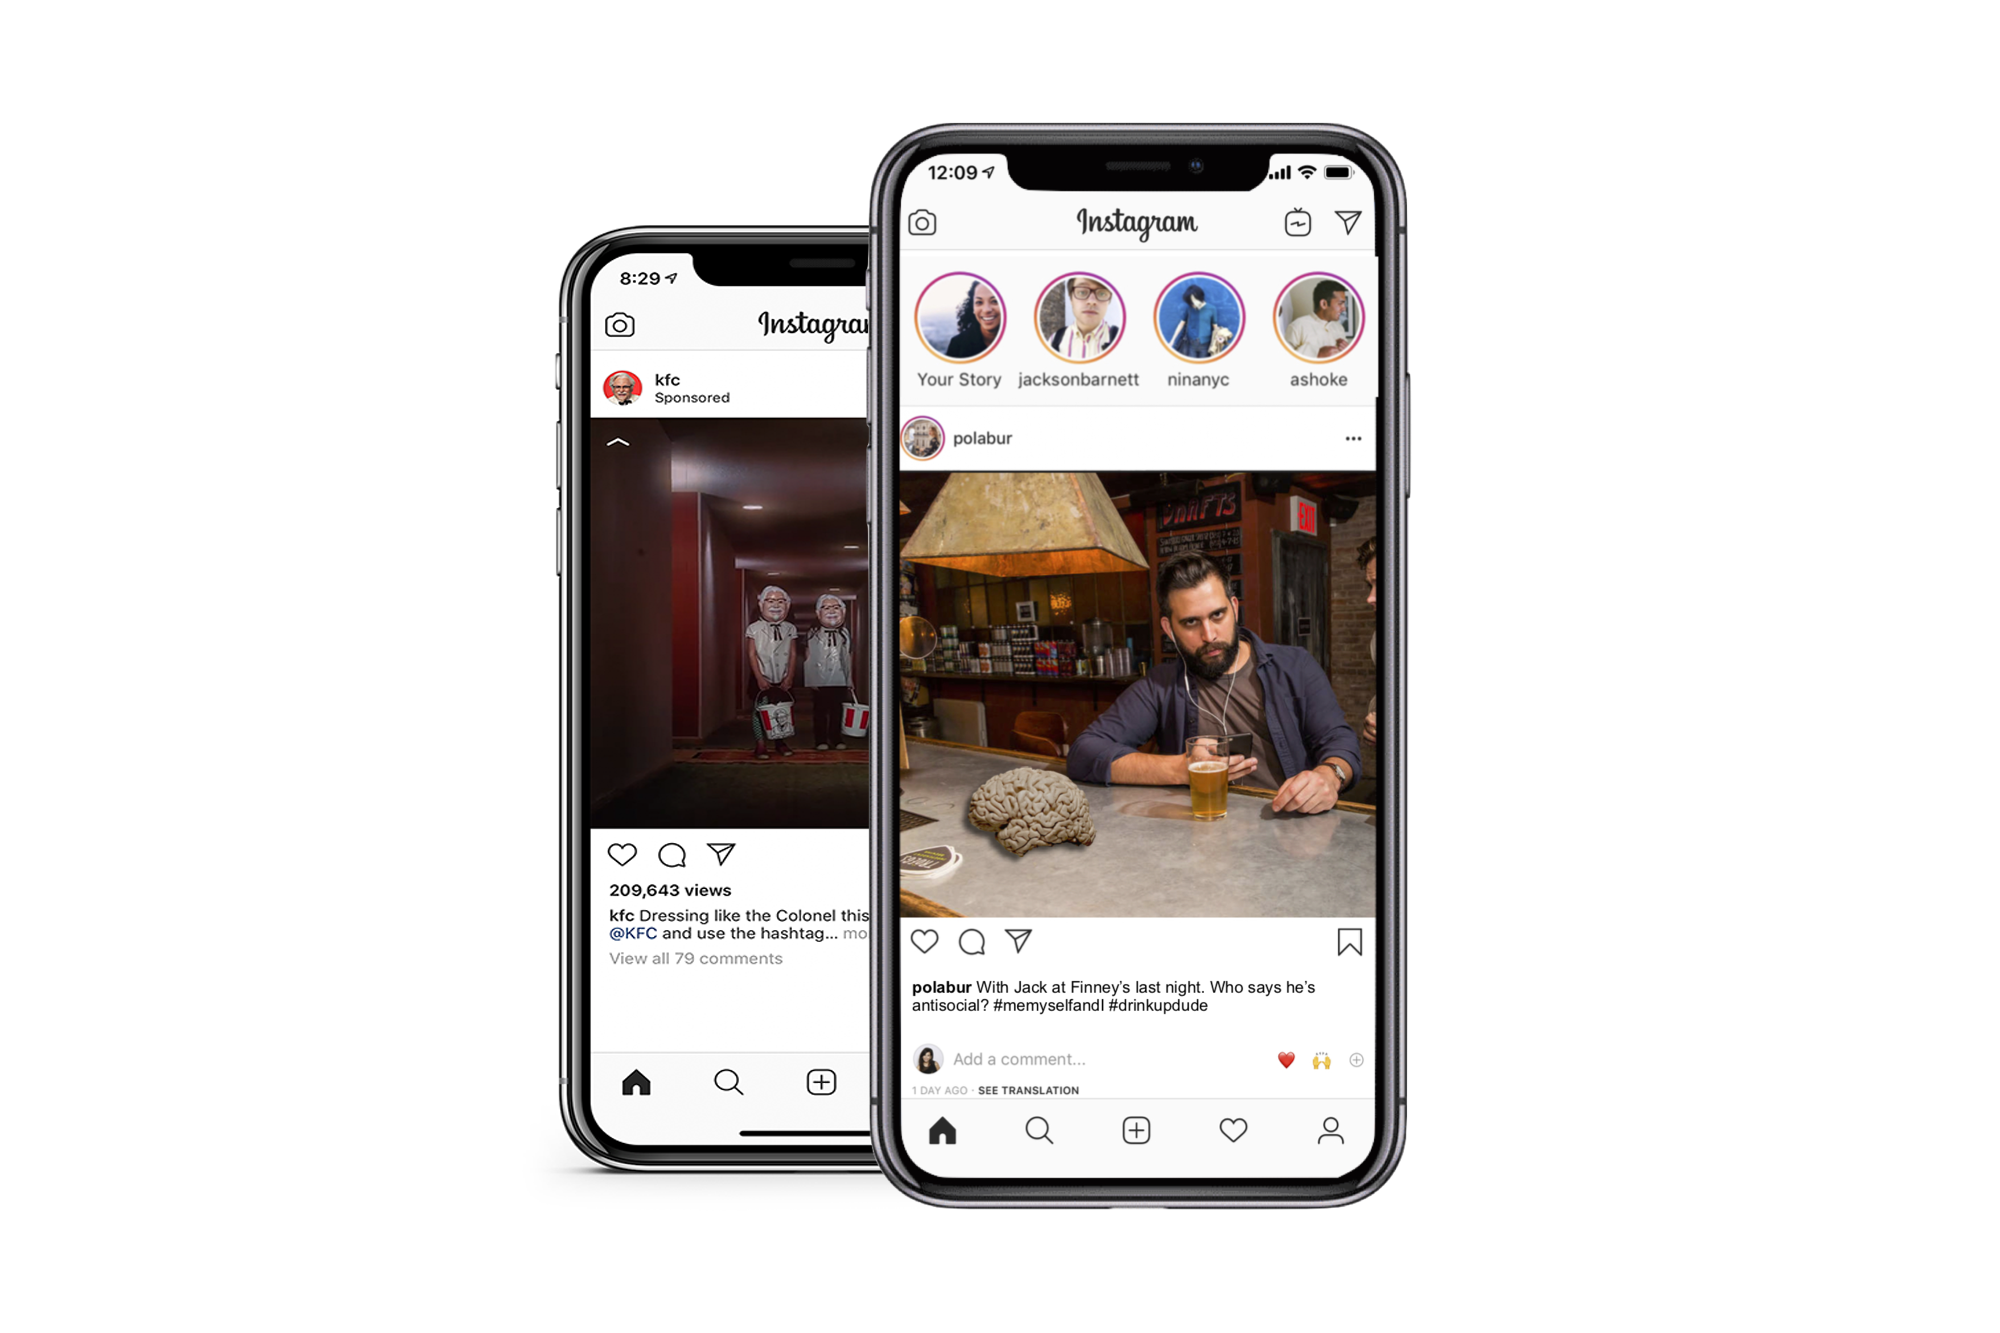 8:29
Instagra
kfc
Sponsored
209,643 views
kfc Dressing like the Colonel this
@KFC and use the hashtag... mo
View all 79 comments
12:09
Instagram
Your Story
jacksonbarnett
ninanyc
ashoke
polabur
DRAFTS
EXIT
polabur With Jack at Finney’s last night. Who says he’s
antisocial? #memyselfandI #drinkupdude
Add a comment...
1 DAY AGO · SEE TRANSLATION